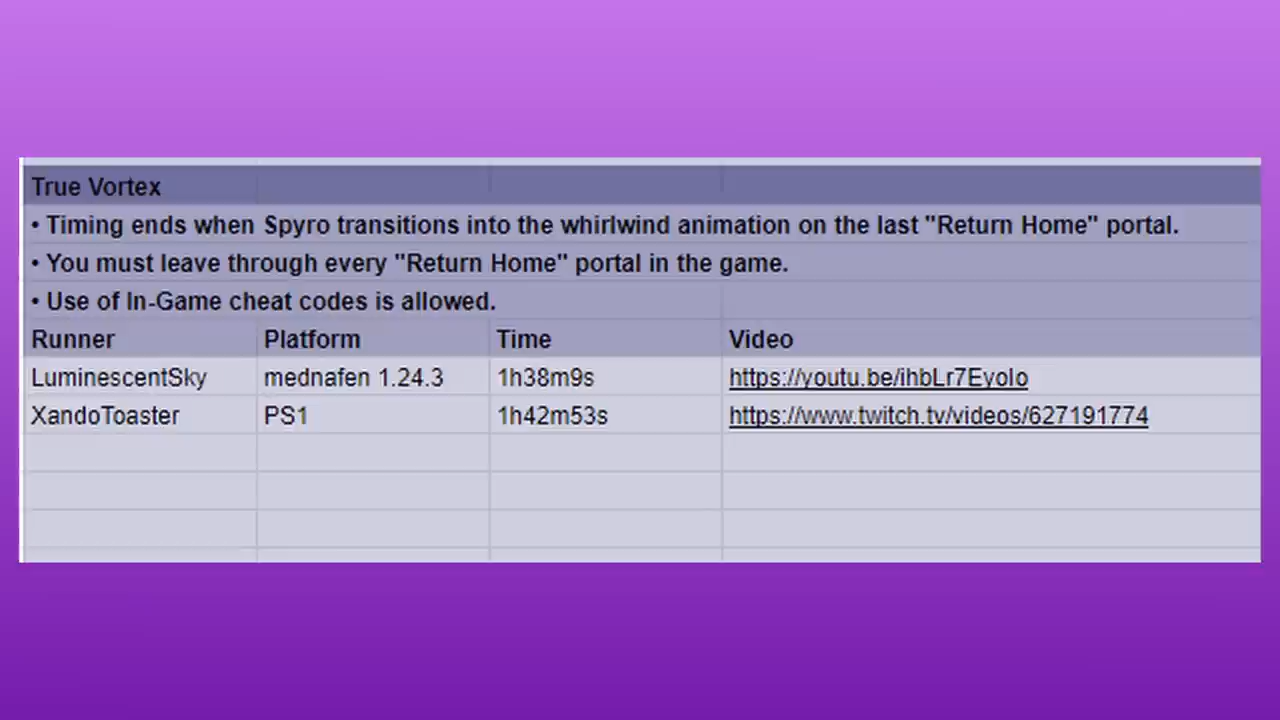 True Vortex
• Timing ends when Spyro transitions into the whirlwind animation on the last "Return Home" portal.
• You must leave through every "Return Home" portal in the game.
• Use of In-Game cheat codes is allowed.
Runner Platform Time Video
LuminescentSky mednafen 1.24.3 1h38m9s https://youtu.be/ihbLr7EyoIo
XandoToaster PS1 1h42m53s https://www.twitch.tv/videos/627191774